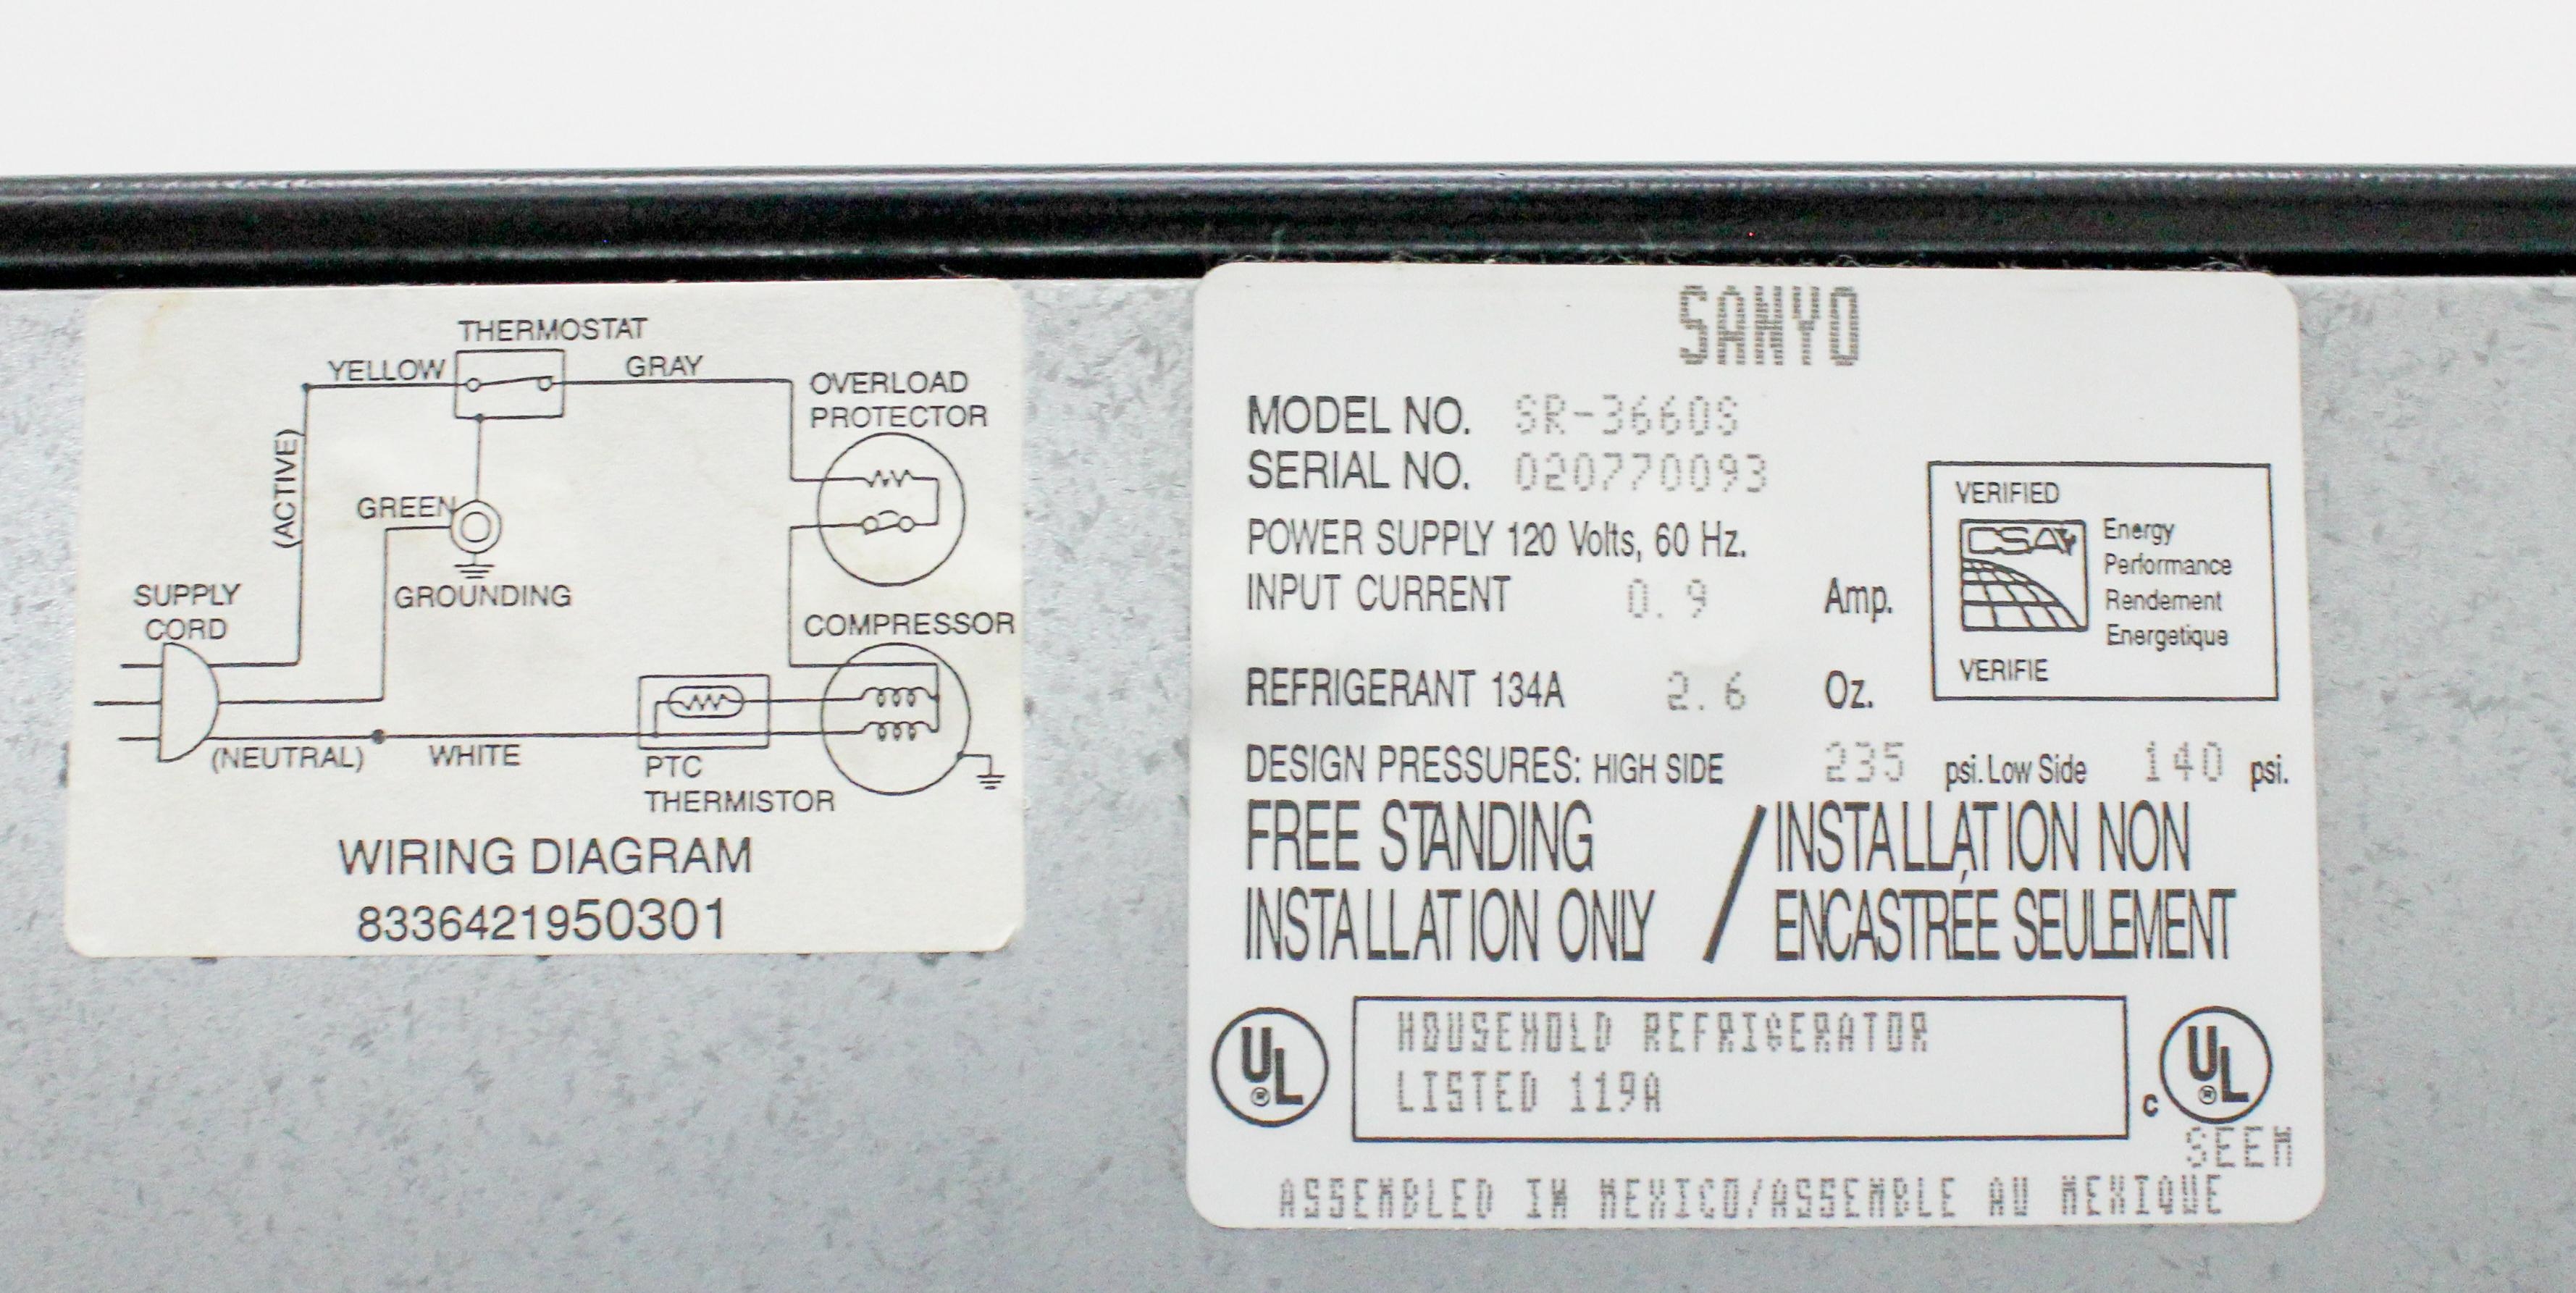 THERMOSTAT
YELLOW
GRAY
OVERLOAD
PROTECTOR
(ACTIVE)
GREEN
GROUNDING
SUPPLY
CORD
COMPRESSOR
(NEUTRAL)
WHITE
PTC
THERMISTOR
WIRING DIAGRAM
8336421950301
SANYO
MODEL NO. SR-3660S
SERIAL NO. 020770093
POWER SUPPLY 120 Volts, 60 Hz.
INPUT CURRENT 0.9 Amp.
REFRIGERANT 134A 2.6 Oz.
VERIFIED
CSA
Energy
Performance
Rendement
Energetique
VERIFIE
DESIGN PRESSURES: HIGH SIDE 235 psi. Low Side 140 psi.
FREE STANDING / INSTALLATION NON
INSTALLATION ONLY ENCASTRÉE SEULEMENT
UL ®
HOUSEHOLD REFRIGERATOR
LISTED 119A
c UL ®
SEEM
ASSEMBLED IN MEXICO/ASSEMBLE AU MEXIQUE